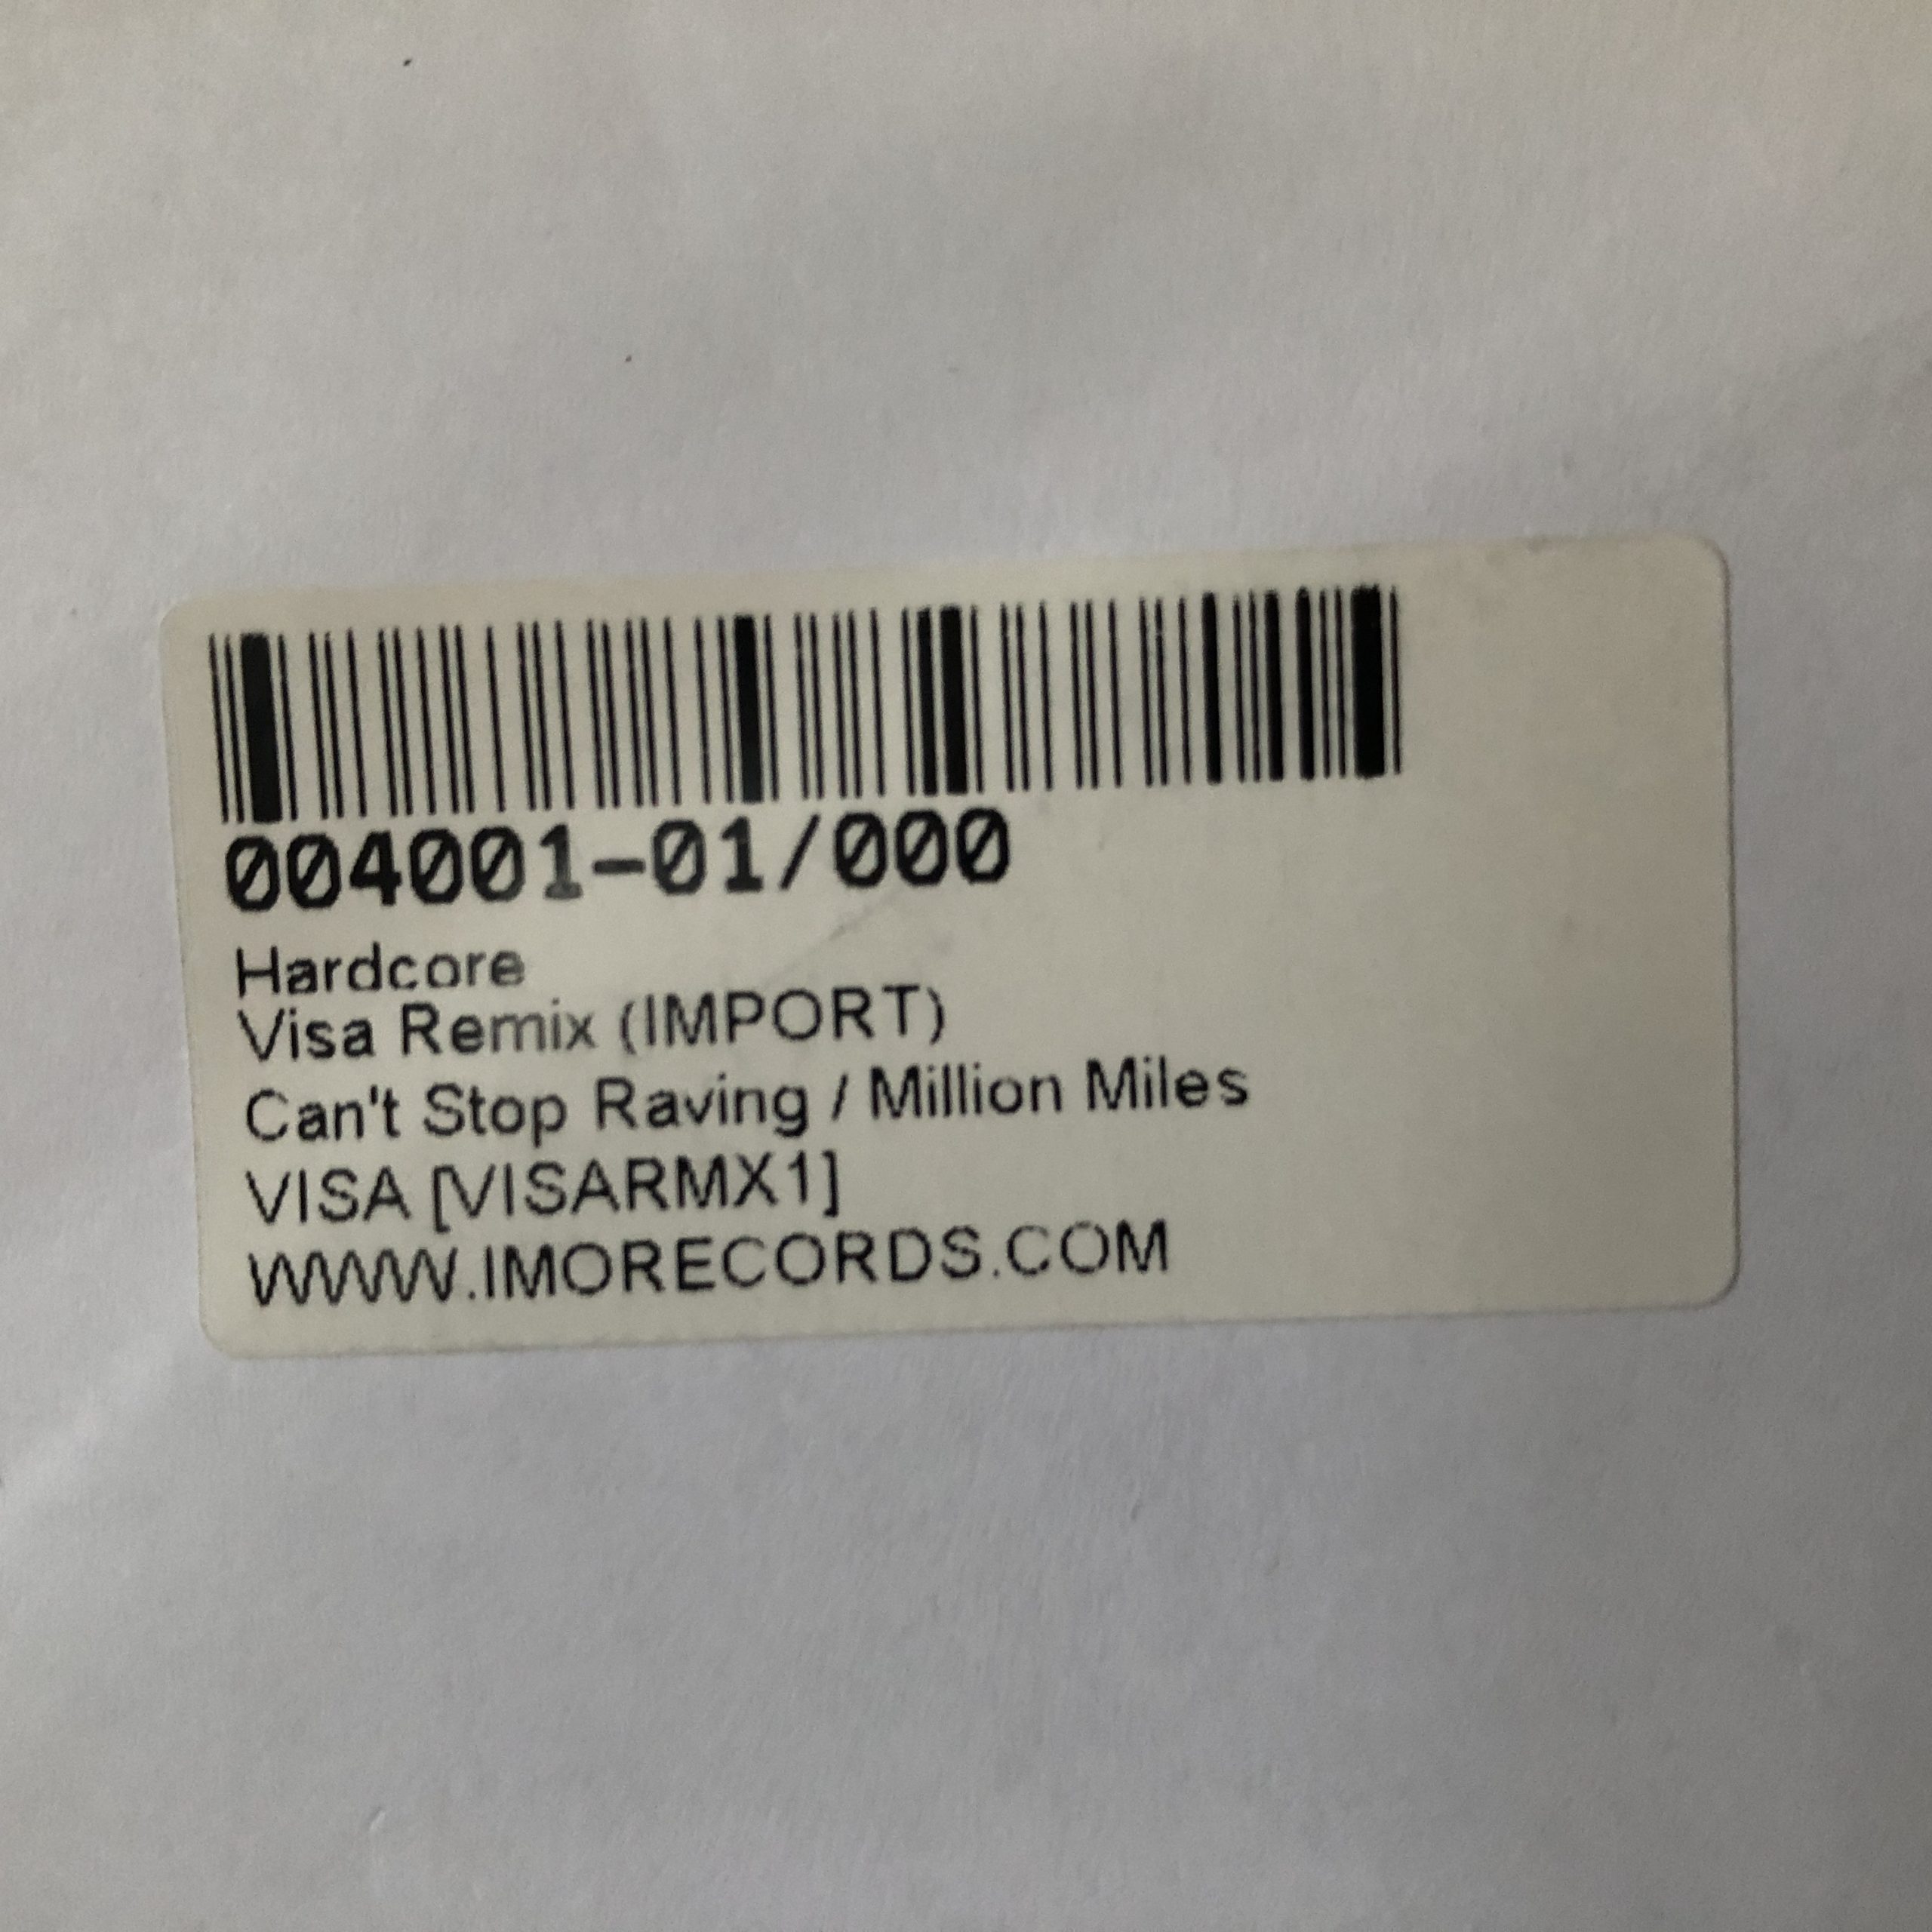 004001-01/000
Hardcore
Visa Remix (IMPORT)
Can't Stop Raving / Million Miles
VISA [VISARMX1]
WWW.IMORECORDS.COM